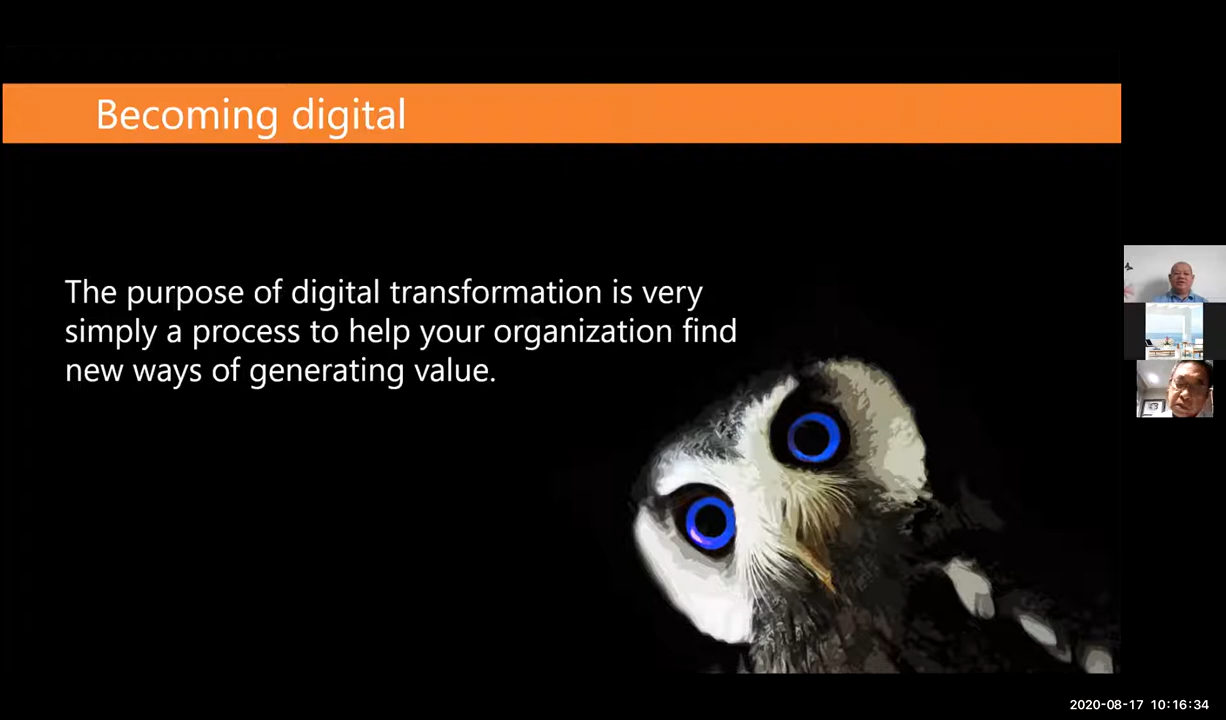 Becoming digital
The purpose of digital transformation is very
simply a process to help your organization find
new ways of generating value.
2020-08-17 10:16:34